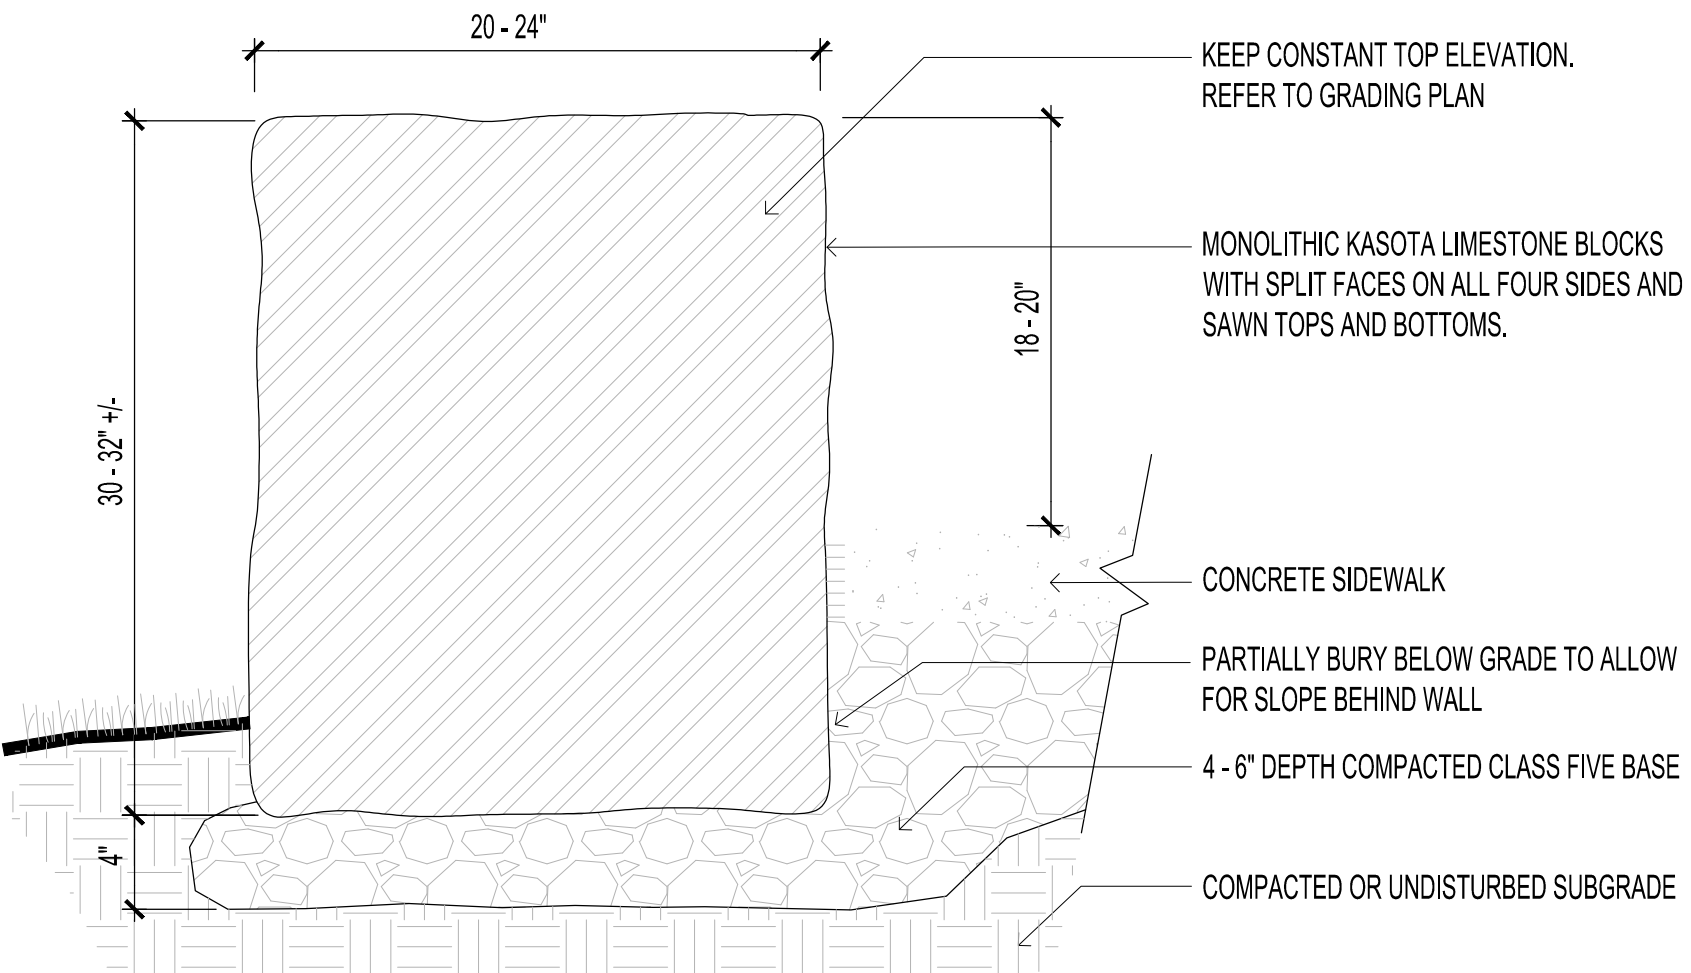 20 - 24"
KEEP CONSTANT TOP ELEVATION.
REFER TO GRADING PLAN
MONOLITHIC KASOTA LIMESTONE BLOCKS
WITH SPLIT FACES ON ALL FOUR SIDES AND
SAWN TOPS AND BOTTOMS.
18 - 20"
30 - 32" +/-
CONCRETE SIDEWALK
PARTIALLY BURY BELOW GRADE TO ALLOW
FOR SLOPE BEHIND WALL
4 - 6" DEPTH COMPACTED CLASS FIVE BASE
4"
COMPACTED OR UNDISTURBED SUBGRADE